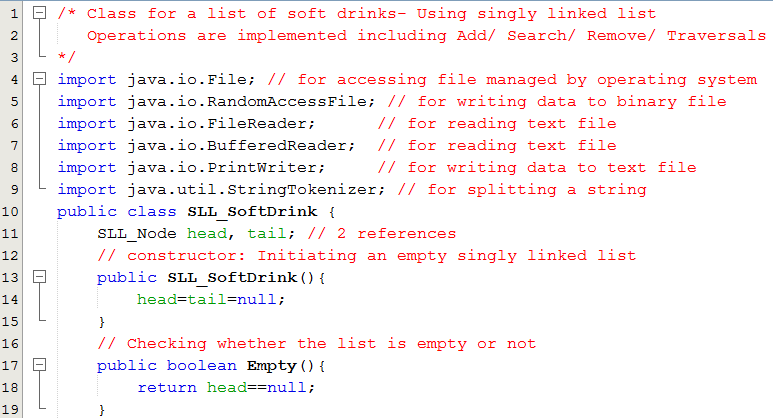 1 /* Class for a list of soft drinks- Using singly linked list
2 Operations are implemented including Add/ Search/ Remove/ Traversals
3 */
4 import java.io.File; // for accessing file managed by operating system
5 import java.io.RandomAccessFile; // for writing data to binary file
6 import java.io.FileReader; // for reading text file
7 import java.io.BufferedReader; // for reading text file
8 import java.io.PrintWriter; // for writing data to text file
9 import java.util.StringTokenizer; // for splitting a string
10 public class SLL_SoftDrink {
11 SLL_Node head, tail; // 2 references
12 // constructor: Initiating an empty singly linked list
13 public SLL_SoftDrink(){
14 head=tail=null;
15 }
16 // Checking whether the list is empty or not
17 public boolean Empty(){
18 return head==null;
19 }